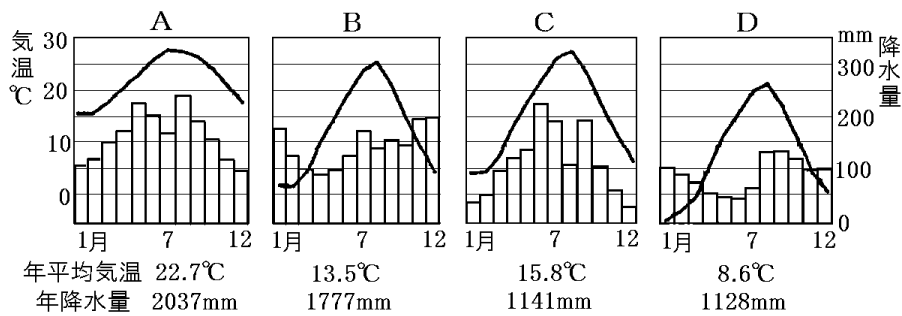 A B C D
気温℃
30
20
10
0
mm
300
200
100
0
降水量
1月 7 12 1月 7 12 1月 7 12 1月 7 12
年平均気温 22.7℃ 13.5℃ 15.8℃ 8.6℃
年降水量 2037mm 1777mm 1141mm 1128mm